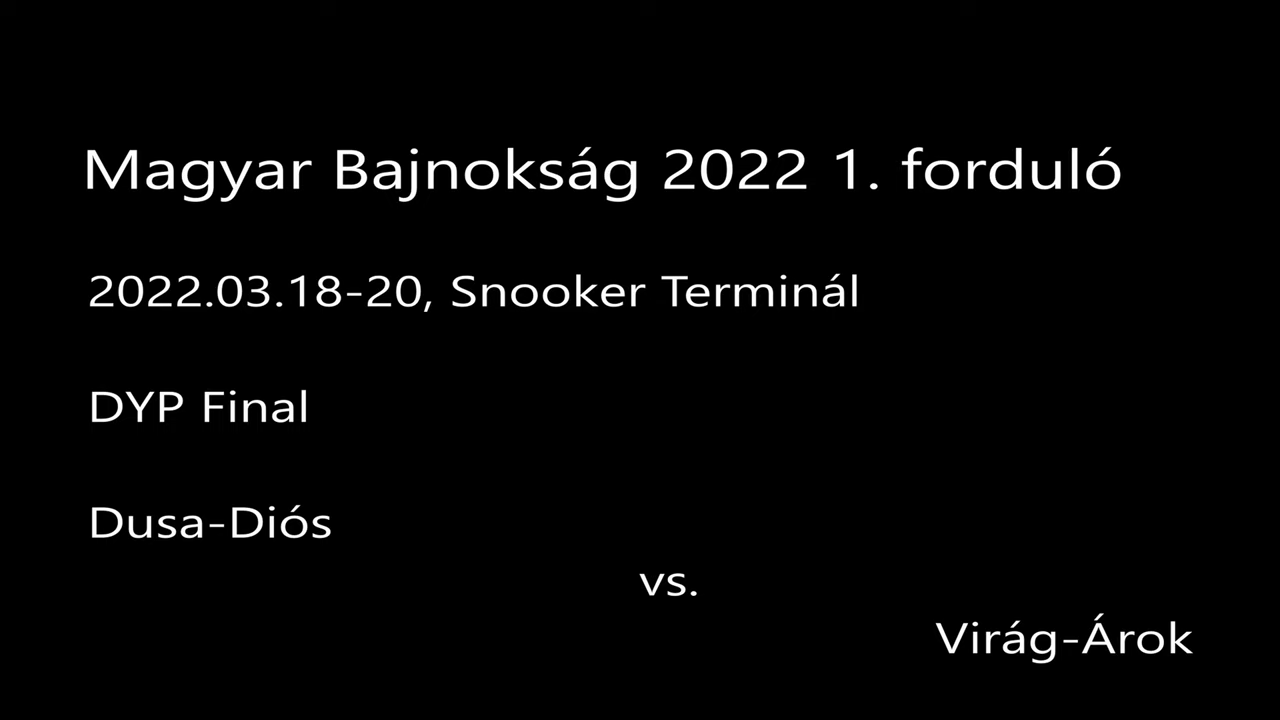 Magyar Bajnokság 2022 1. forduló
2022.03.18-20, Snooker Terminál
DYP Final
Dusa-Diós
vs.
Virág-Árok